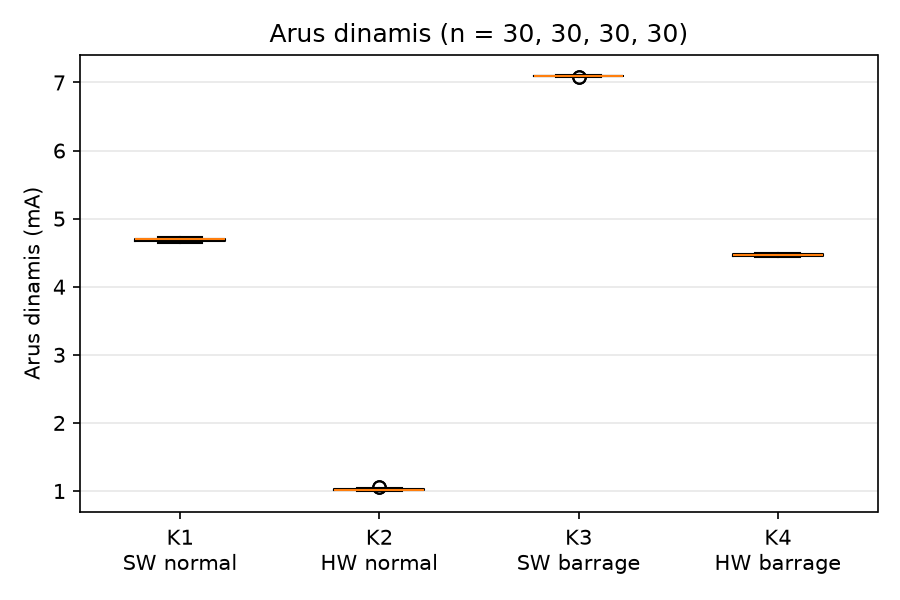 Arus dinamis (n = 30, 30, 30, 30)
Arus dinamis (mA)
7
6
5
4
3
2
1
K1
SW normal
K2
HW normal
K3
SW barrage
K4
HW barrage